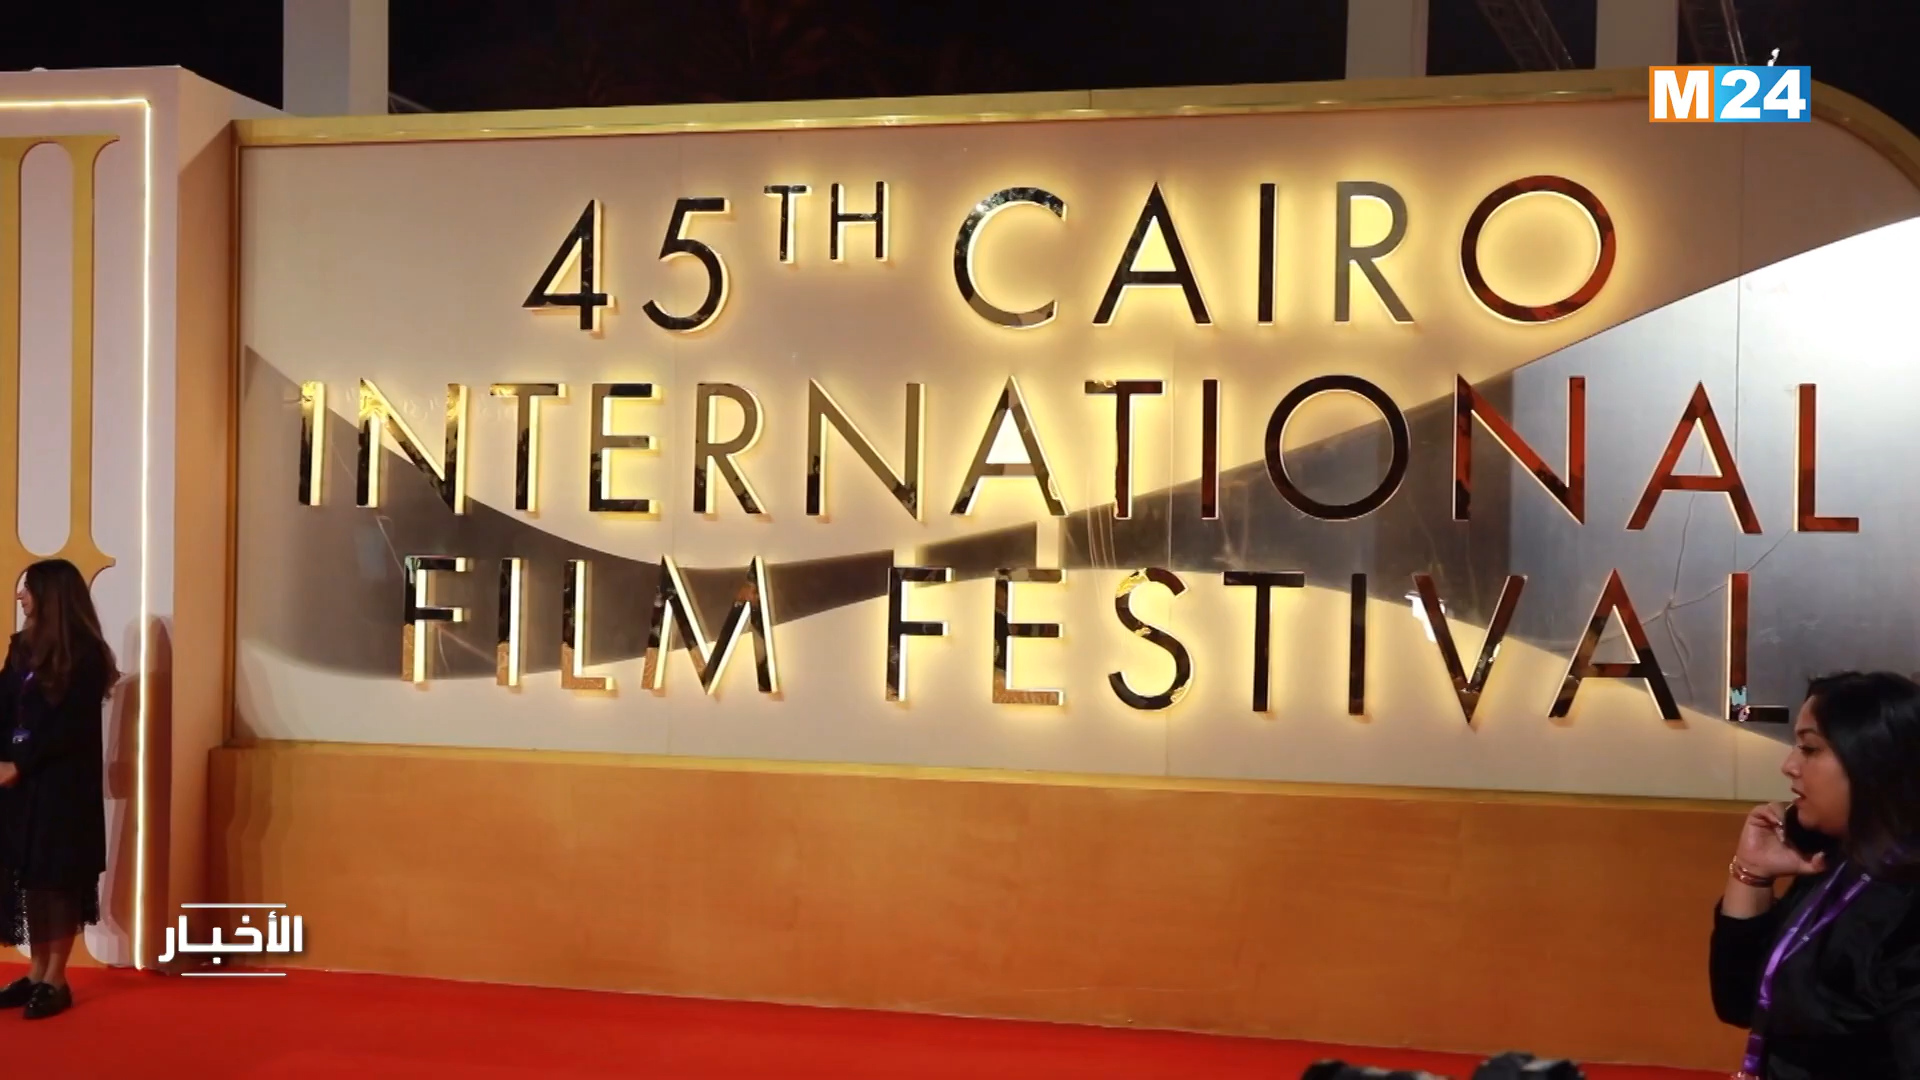 M24
45TH CAIRO
INTERNATIONAL
FILM FESTIVAL
الأخبار